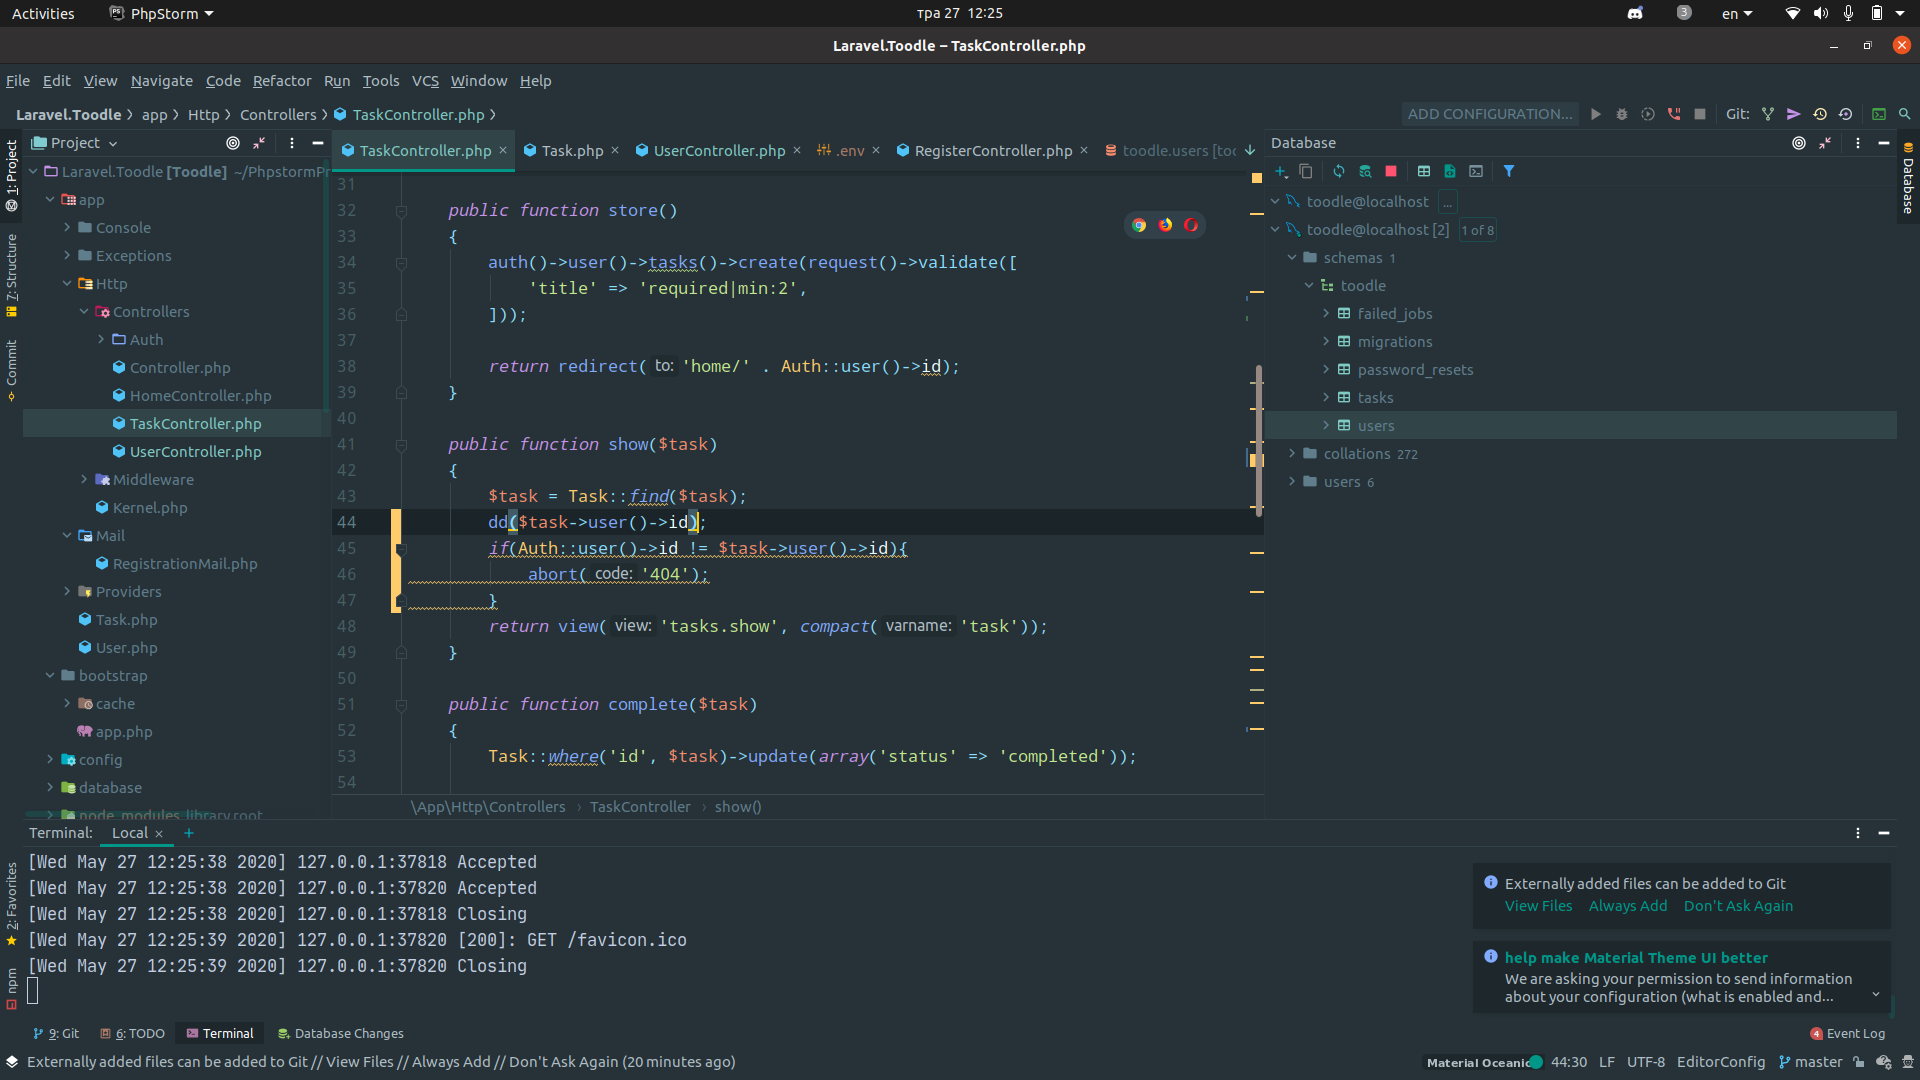 Activities
PhpStorm
тра 27 12:25
3
en
Laravel.Toodle – TaskController.php
File Edit View Navigate Code Refactor Run Tools VCS Window Help
Laravel.Toodle app Http Controllers TaskController.php
ADD CONFIGURATION...
Git:
1: Project
7: Structure
Commit
2: Favorites
npm
Project
Laravel.Toodle [Toodle] ~/PhpstormPr
app
Console
Exceptions
Http
Controllers
Auth
Controller.php
HomeController.php
TaskController.php
UserController.php
Middleware
Kernel.php
Mail
RegistrationMail.php
Providers
Task.php
User.php
bootstrap
cache
app.php
config
database
node_modules library root
TaskController.php Task.php UserController.php .env RegisterController.php toodle.users [too
31
32 public function store()
33 {
34 auth()->user()->tasks()->create(request()->validate([
35 'title' => 'required|min:2',
36 ]));
37
38 return redirect( to: 'home/' . Auth::user()->id);
39 }
40
41 public function show($task)
42 {
43 $task = Task::find($task);
44 dd($task->user()->id);
45 if(Auth::user()->id != $task->user()->id){
46 abort( code: '404');
47 }
48 return view( view: 'tasks.show', compact( varname: 'task'));
49 }
50
51 public function complete($task)
52 {
53 Task::where('id', $task)->update(array('status' => 'completed'));
54
\App\Http\Controllers › TaskController › show()
Database
toodle@localhost ...
toodle@localhost [2] 1 of 8
schemas 1
toodle
failed_jobs
migrations
password_resets
tasks
users
collations 272
users 6
Database
Terminal: Local
[Wed May 27 12:25:38 2020] 127.0.0.1:37818 Accepted
[Wed May 27 12:25:38 2020] 127.0.0.1:37820 Accepted
[Wed May 27 12:25:38 2020] 127.0.0.1:37818 Closing
[Wed May 27 12:25:39 2020] 127.0.0.1:37820 [200]: GET /favicon.ico
[Wed May 27 12:25:39 2020] 127.0.0.1:37820 Closing
Externally added files can be added to Git
View Files Always Add Don't Ask Again
help make Material Theme UI better
We are asking your permission to send information
about your configuration (what is enabled and...
9: Git 6: TODO Terminal Database Changes
4 Event Log
Externally added files can be added to Git // View Files // Always Add // Don't Ask Again (20 minutes ago)
Material Oceanic 44:30 LF UTF-8 EditorConfig master